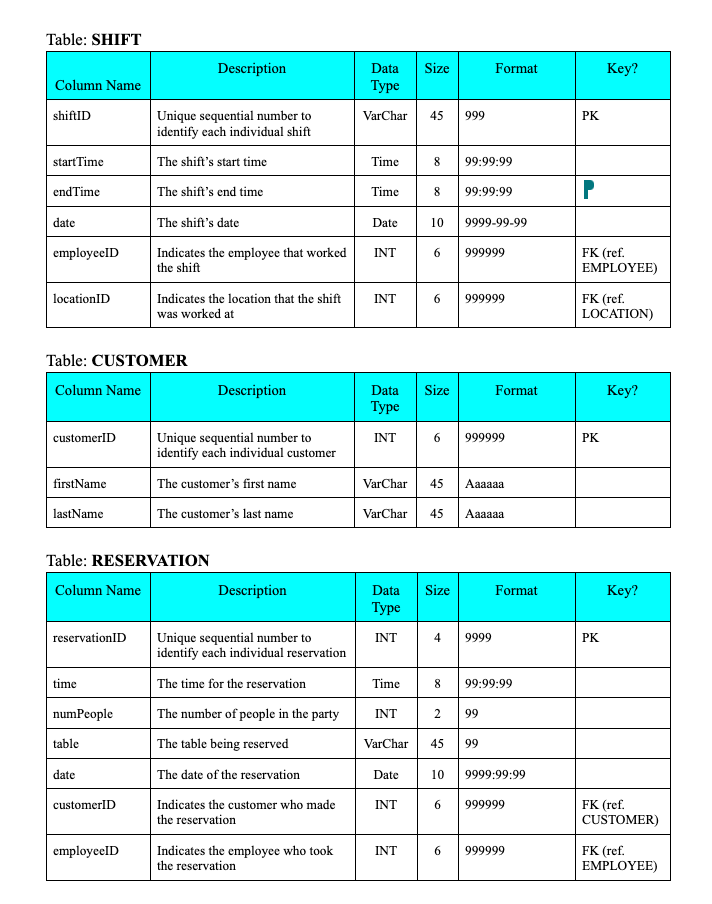 Table: SHIFT
Column Name Description Data Type Size Format Key?
shiftID Unique sequential number to identify each individual shift VarChar 45 999 PK
startTime The shift's start time Time 8 99:99:99
endTime The shift's end time Time 8 99:99:99
date The shift's date Date 10 9999-99-99
employeeID Indicates the employee that worked the shift INT 6 999999 FK (ref. EMPLOYEE)
locationID Indicates the location that the shift was worked at INT 6 999999 FK (ref. LOCATION)
Table: CUSTOMER
Column Name Description Data Type Size Format Key?
customerID Unique sequential number to identify each individual customer INT 6 999999 PK
firstName The customer's first name VarChar 45 Aaaaaa
lastName The customer's last name VarChar 45 Aaaaaa
Table: RESERVATION
Column Name Description Data Type Size Format Key?
reservationID Unique sequential number to identify each individual reservation INT 4 9999 PK
time The time for the reservation Time 8 99:99:99
numPeople The number of people in the party INT 2 99
table The table being reserved VarChar 45 99
date The date of the reservation Date 10 9999:99:99
customerID Indicates the customer who made the reservation INT 6 999999 FK (ref. CUSTOMER)
employeeID Indicates the employee who took the reservation INT 6 999999 FK (ref. EMPLOYEE)